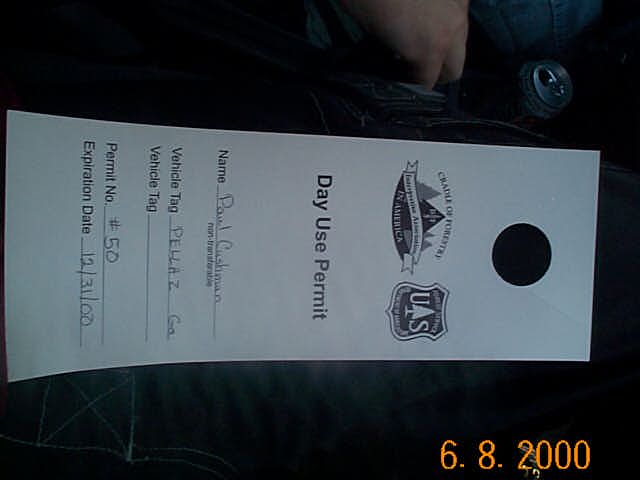 CRADLE OF FORESTRY
Interpretive Association
IN AMERICA
UAS
Day Use Permit
Name Paul Cushman
non-transferable
Vehicle Tag PELLAZ Ga
Vehicle Tag
Permit No. #50
Expiration Date 12/31/00
6. 8. 2000